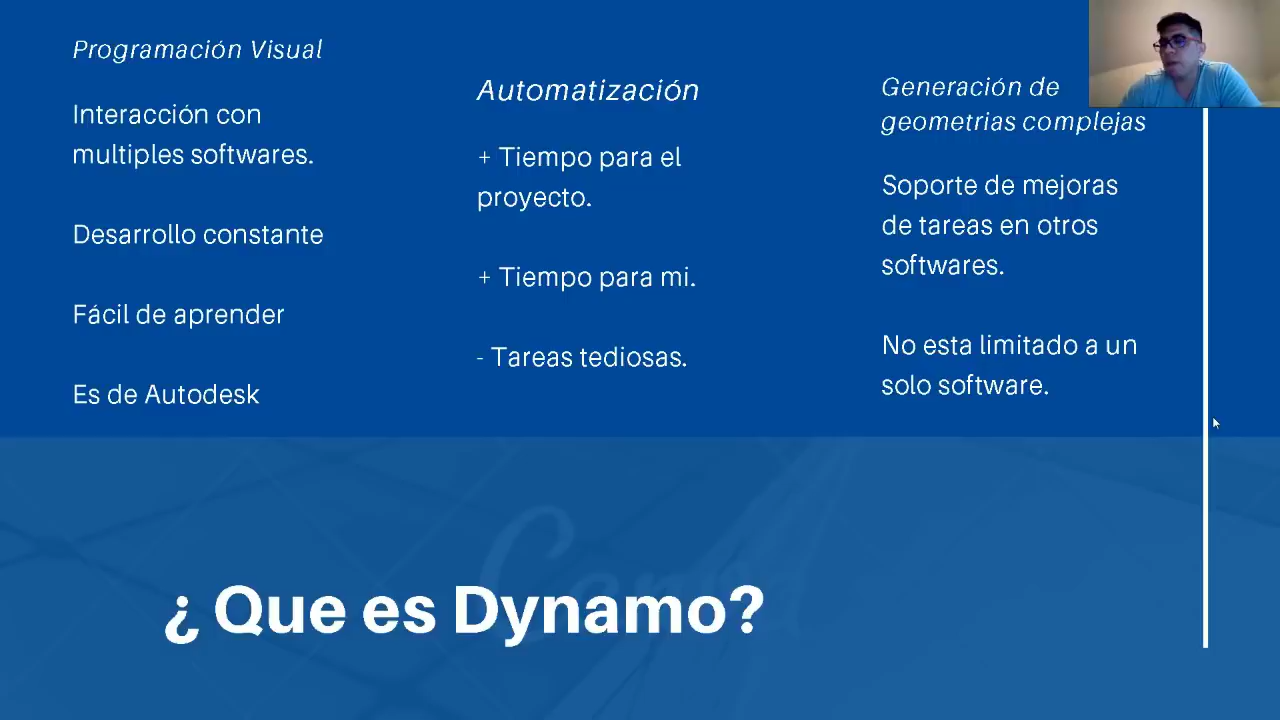 Programación Visual
Interacción con
multiples softwares.
Desarrollo constante
Fácil de aprender
Es de Autodesk
Automatización
+ Tiempo para el
proyecto.
+ Tiempo para mi.
- Tareas tediosas.
Generación de
geometrias complejas
Soporte de mejoras
de tareas en otros
softwares.
No esta limitado a un
solo software.
Canva
¿ Que es Dynamo?